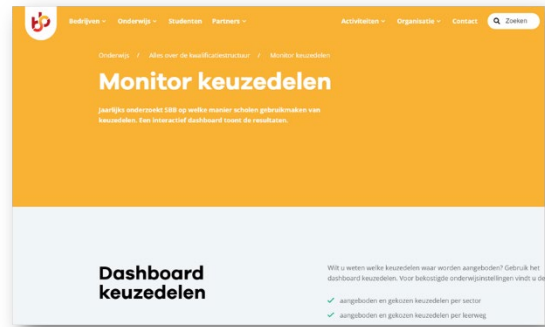 Bedrijven Onderwijs Studenten Partners Activiteiten Organisatie Contact Zoeken
Onderwijs / Alles over de kwalificatiestructuur / Monitor keuzedelen
Monitor keuzedelen
Jaarlijks onderzoekt SBB op welke manier scholen gebruikmaken van
keuzedelen. Een interactief dashboard toont de resultaten.
Dashboard
keuzedelen
Wilt u weten welke keuzedelen waar worden aangeboden? Gebruik het
dashboard keuzedelen. Voor bekostigde onderwijsinstellingen vindt u de
aangeboden en gekozen keuzedelen per sector
aangeboden en gekozen keuzedelen per leerweg